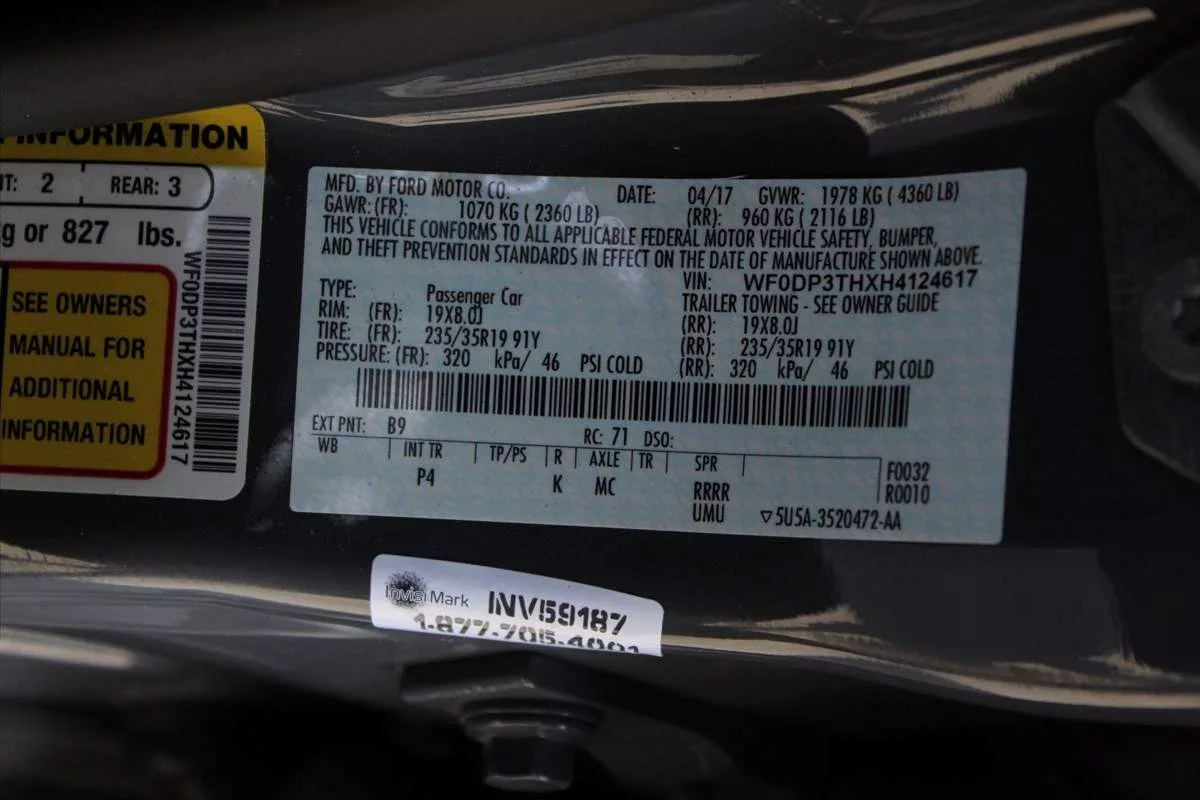 INFORMATION
NT: 2 REAR: 3
kg or 827 lbs.
SEE OWNERS
MANUAL FOR
ADDITIONAL
INFORMATION
WF0DP3THXH4124617
MFD. BY FORD MOTOR CO. DATE: 04/17 GVWR: 1978 KG ( 4360 LB)
GAWR: (FR): 1070 KG ( 2360 LB) (RR): 960 KG ( 2116 LB)
THIS VEHICLE CONFORMS TO ALL APPLICABLE FEDERAL MOTOR VEHICLE SAFETY, BUMPER,
AND THEFT PREVENTION STANDARDS IN EFFECT ON THE DATE OF MANUFACTURE SHOWN ABOVE.
VIN: WF0DP3THXH4124617
TYPE: Passenger Car TRAILER TOWING - SEE OWNER GUIDE
RIM: (FR): 19X8.0J (RR): 19X8.0J
TIRE: (FR): 235/35R19 91Y (RR): 235/35R19 91Y
PRESSURE: (FR): 320 kPa/ 46 PSI COLD (RR): 320 kPa/ 46 PSI COLD
EXT PNT: B9 RC: 71 DSO:
WB INT TR TP/PS R AXLE TR SPR F0032
P4 K MC RRRR R0010
UMU ▽5U5A-3520472-AA
InvisiMark INV59187
1-877-705-4001